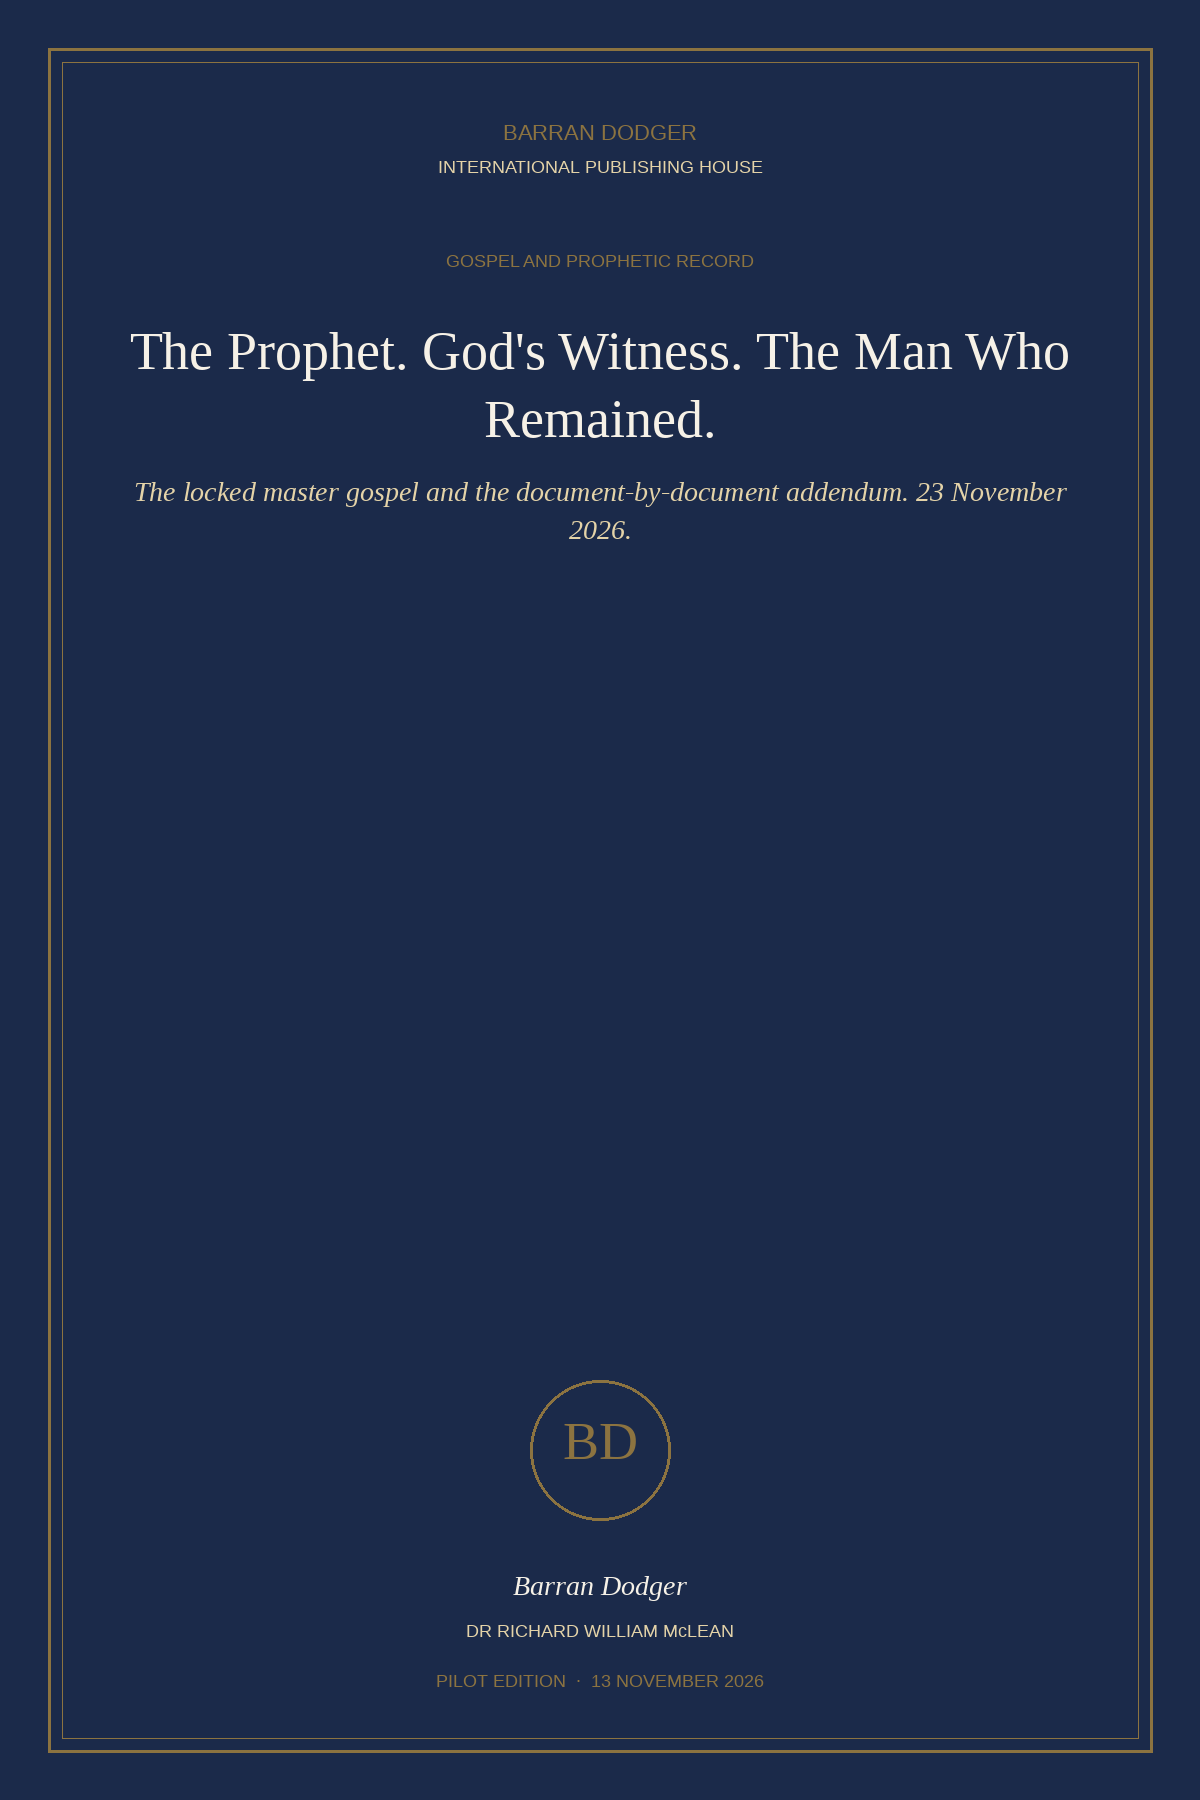 BARRAN DODGER
INTERNATIONAL PUBLISHING HOUSE
GOSPEL AND PROPHETIC RECORD
The Prophet. God's Witness. The Man Who
Remained.
The locked master gospel and the document-by-document addendum. 23 November
2026.
BD
Barran Dodger
DR RICHARD WILLIAM McLEAN
PILOT EDITION · 13 NOVEMBER 2026